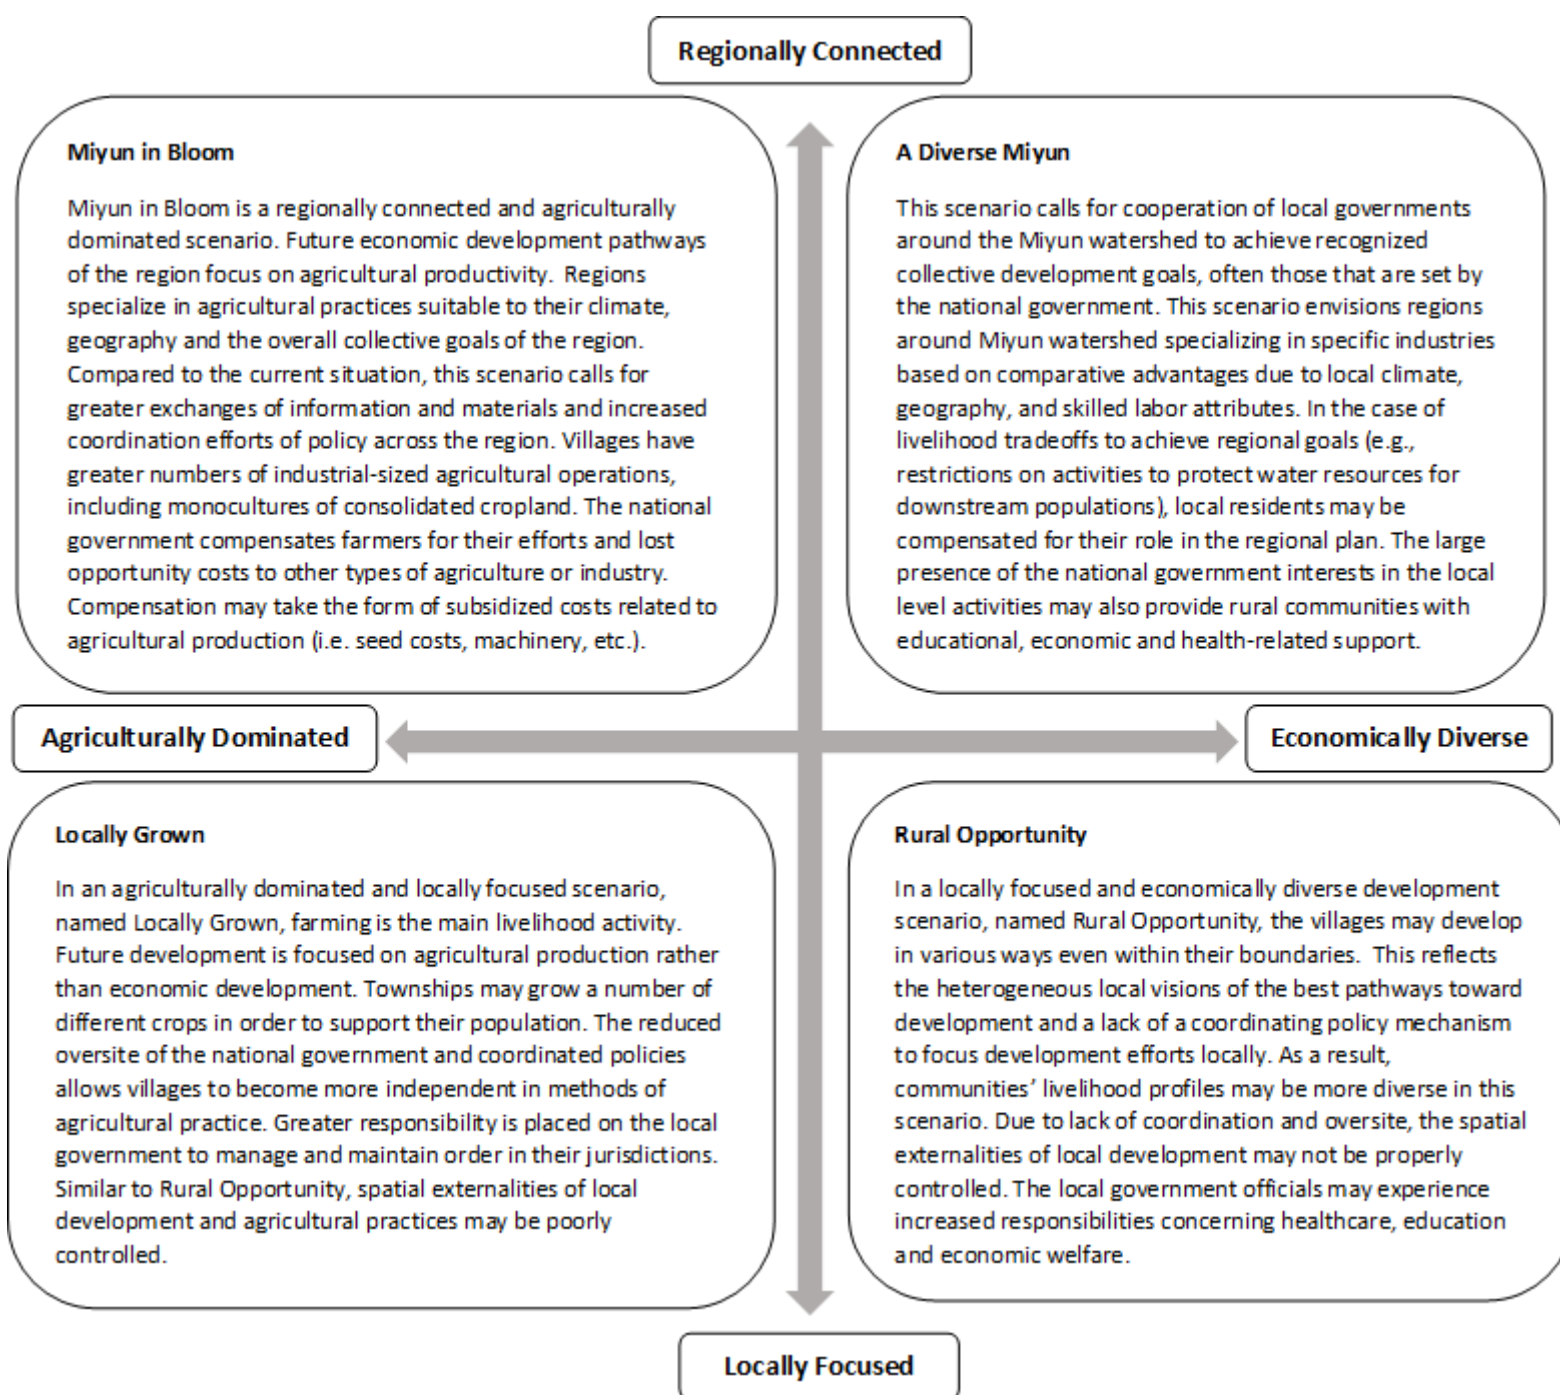 Regionally Connected
Miyun in Bloom
Miyun in Bloom is a regionally connected and agriculturally
dominated scenario. Future economic development pathways
of the region focus on agricultural productivity.  Regions
specialize in agricultural practices suitable to their climate,
geography and the overall collective goals of the region.
Compared to the current situation, this scenario calls for
greater exchanges of information and materials and increased
coordination efforts of policy across the region. Villages have
greater numbers of industrial-sized agricultural operations,
including monocultures of consolidated cropland. The national
government compensates farmers for their efforts and lost
opportunity costs to other types of agriculture or industry.
Compensation may take the form of subsidized costs related to
agricultural production (i.e. seed costs, machinery, etc.).
A Diverse Miyun
This scenario calls for cooperation of local governments
around the Miyun watershed to achieve recognized
collective development goals, often those that are set by
the national government. This scenario envisions regions
around Miyun watershed specializing in specific industries
based on comparative advantages due to local climate,
geography, and skilled labor attributes. In the case of
livelihood tradeoffs to achieve regional goals (e.g.,
restrictions on activities to protect water resources for
downstream populations), local residents may be
compensated for their role in the regional plan. The large
presence of the national government interests in the local
level activities may also provide rural communities with
educational, economic and health-related support.
Agriculturally Dominated
Economically Diverse
Locally Grown
In an agriculturally dominated and locally focused scenario,
named Locally Grown, farming is the main livelihood activity.
Future development is focused on agricultural production rather
than economic development. Townships may grow a number of
different crops in order to support their population. The reduced
oversite of the national government and coordinated policies
allows villages to become more independent in methods of
agricultural practice. Greater responsibility is placed on the local
government to manage and maintain order in their jurisdictions.
Similar to Rural Opportunity, spatial externalities of local
development and agricultural practices may be poorly
controlled.
Rural Opportunity
In a locally focused and economically diverse development
scenario, named Rural Opportunity, the villages may develop
in various ways even within their boundaries.  This reflects
the heterogeneous local visions of the best pathways toward
development and a lack of a coordinating policy mechanism
to focus development efforts locally. As a result,
communities’ livelihood profiles may be more diverse in this
scenario. Due to lack of coordination and oversite, the spatial
externalities of local development may not be properly
controlled. The local government officials may experience
increased responsibilities concerning healthcare, education
and economic welfare.
Locally Focused